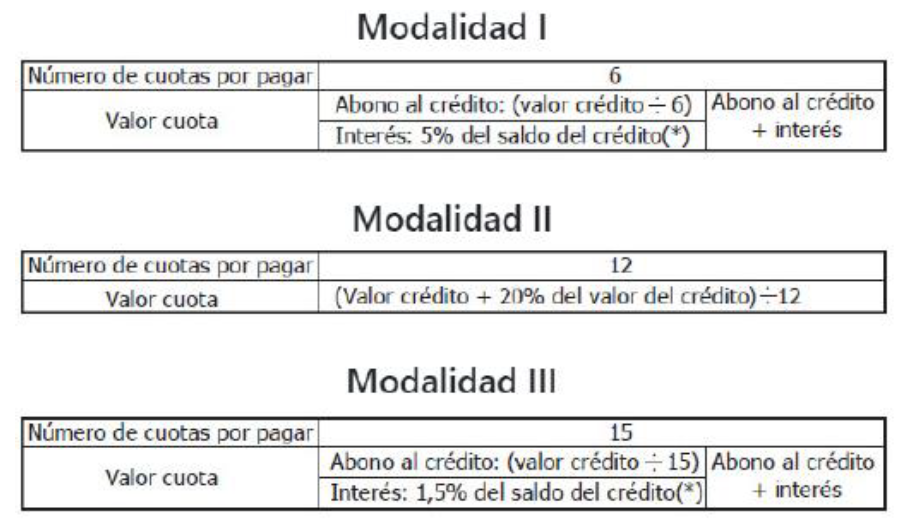 Modalidad I
Número de cuotas por pagar 6
Valor cuota
Abono al crédito: (valor crédito ÷ 6)
Interés: 5% del saldo del crédito(*)
Abono al crédito
+ interés
Modalidad II
Número de cuotas por pagar 12
Valor cuota (Valor crédito + 20% del valor del crédito)÷12
Modalidad III
Número de cuotas por pagar 15
Valor cuota
Abono al crédito: (valor crédito ÷ 15)
Interés: 1,5% del saldo del crédito(*)
Abono al crédito
+ interés